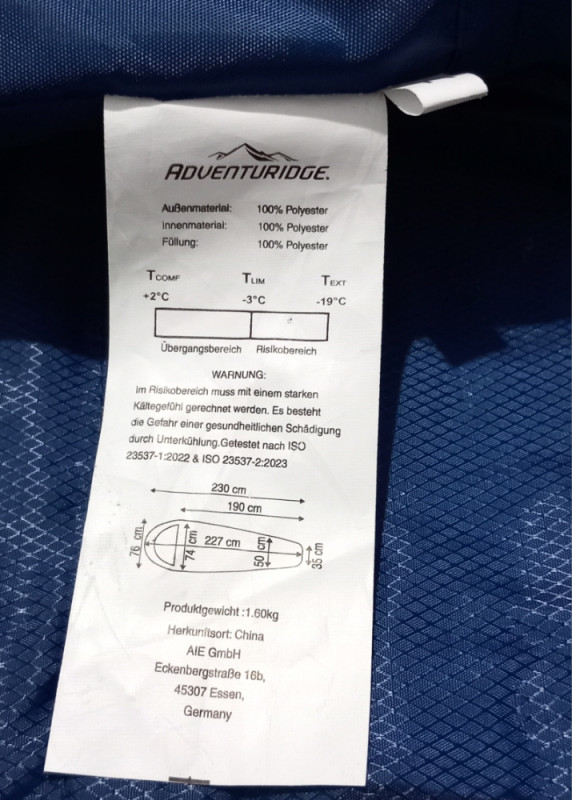 ADVENTURIDGE.
Außenmaterial: 100% Polyester
Innenmaterial: 100% Polyester
Füllung: 100% Polyester
TCOMF TLIM TEXT
+2°C -3°C -19°C
Übergangsbereich Risikobereich
WARNUNG:
Im Risikobereich muss mit einem starken
Kältegefühl gerechnet werden. Es besteht
die Gefahr einer gesundheitlichen Schädigung
durch Unterkühlung.Getestet nach ISO
23537-1:2022 & ISO 23537-2:2023
230 cm
190 cm
76 cm 74 cm 227 cm 50 cm 35 cm
Produktgewicht :1.60kg
Herkunftsort: China
AIE GmbH
Eckenbergstraße 16b,
45307 Essen,
Germany